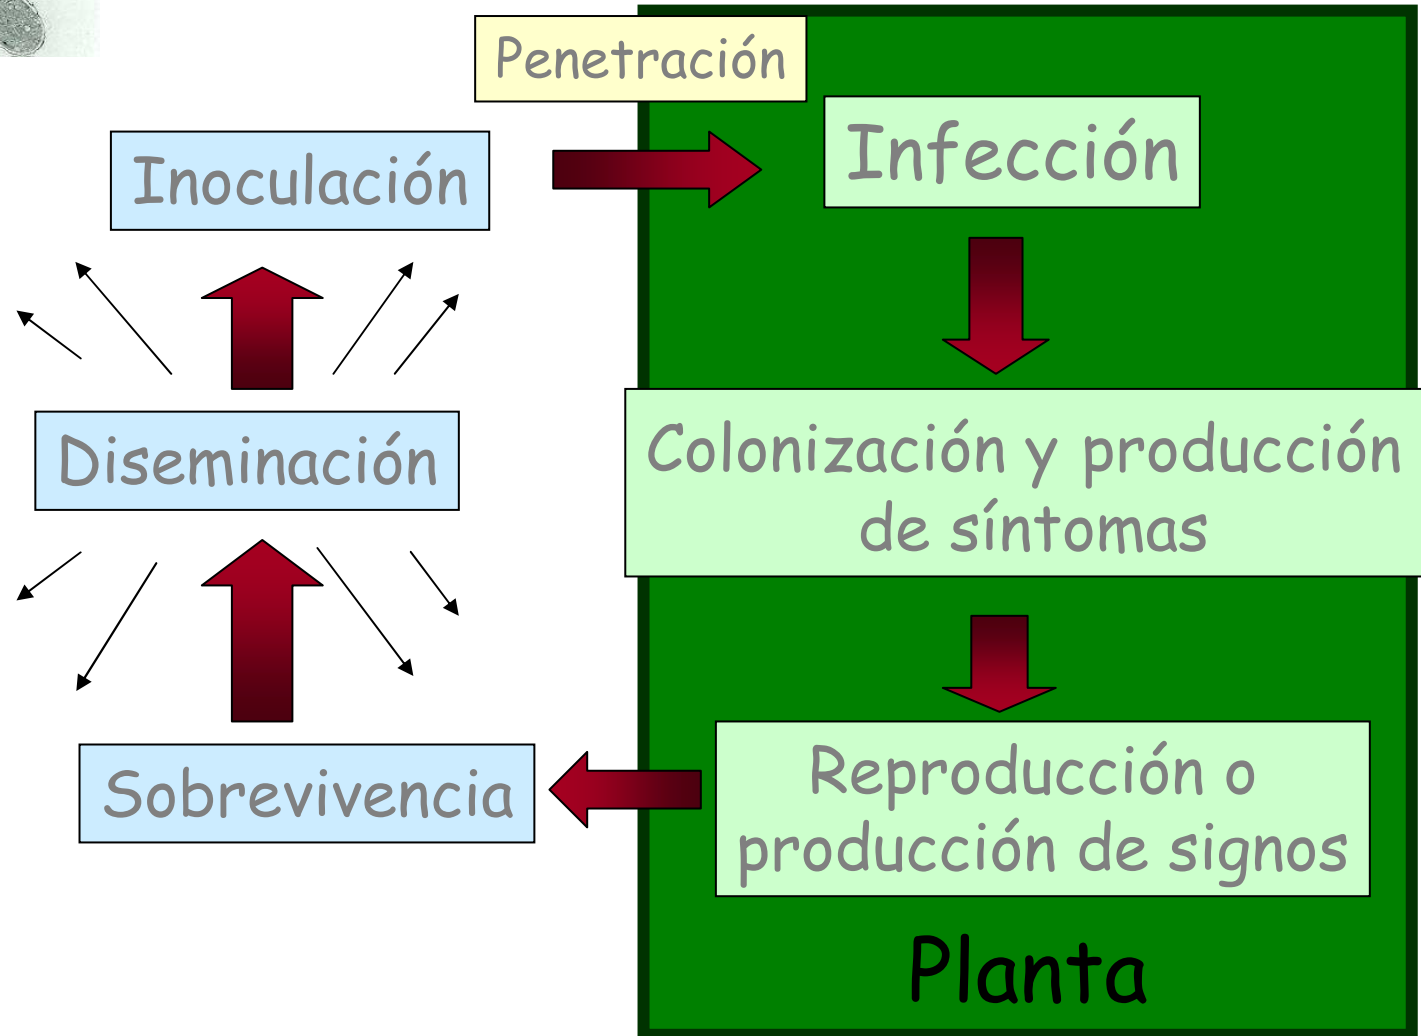 Penetración
Inoculación
Infección
Diseminación
Colonización y producción
de síntomas
Sobrevivencia
Reproducción o
producción de signos
Planta